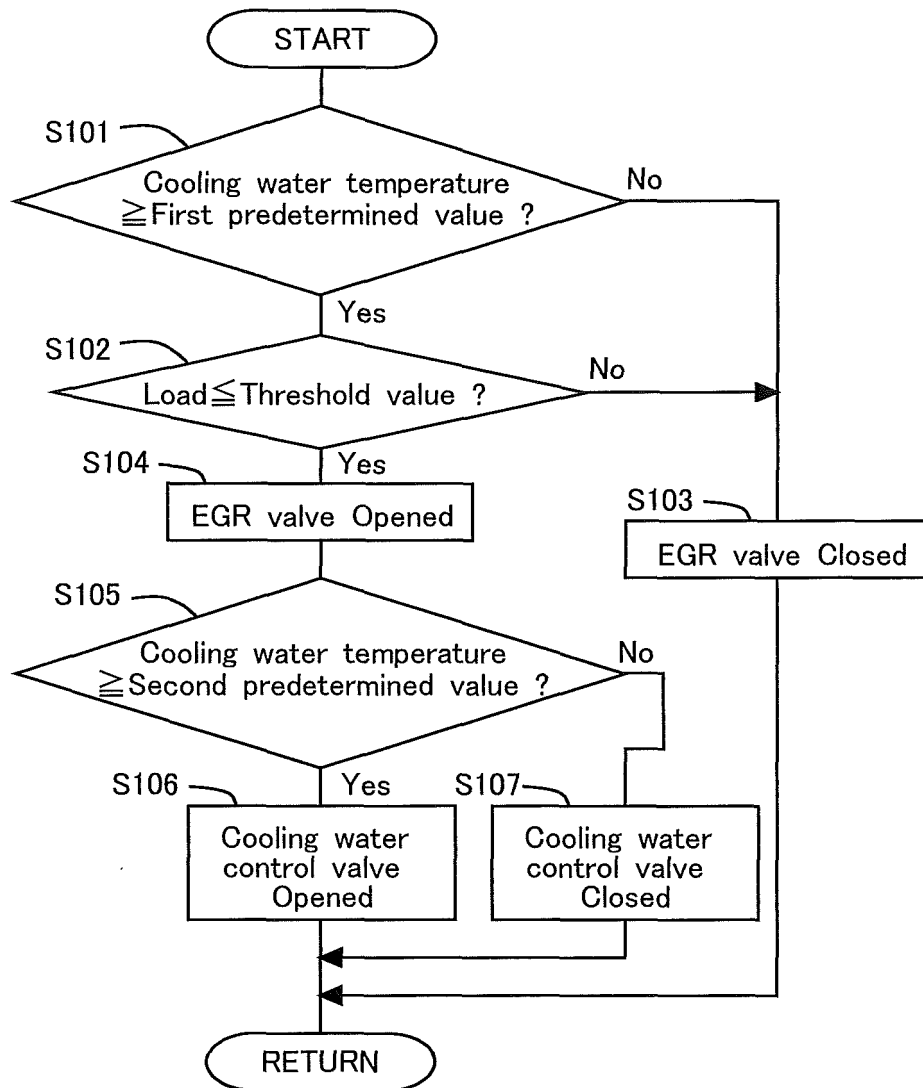 START
S101
Cooling water temperature
≧First predetermined value ?
No
Yes
S102
Load≦Threshold value ?
No
Yes
S104
EGR valve Opened
S103
EGR valve Closed
S105
Cooling water temperature
≧Second predetermined value ?
No
Yes
S106
Cooling water
control valve
Opened
S107
Cooling water
control valve
Closed
RETURN